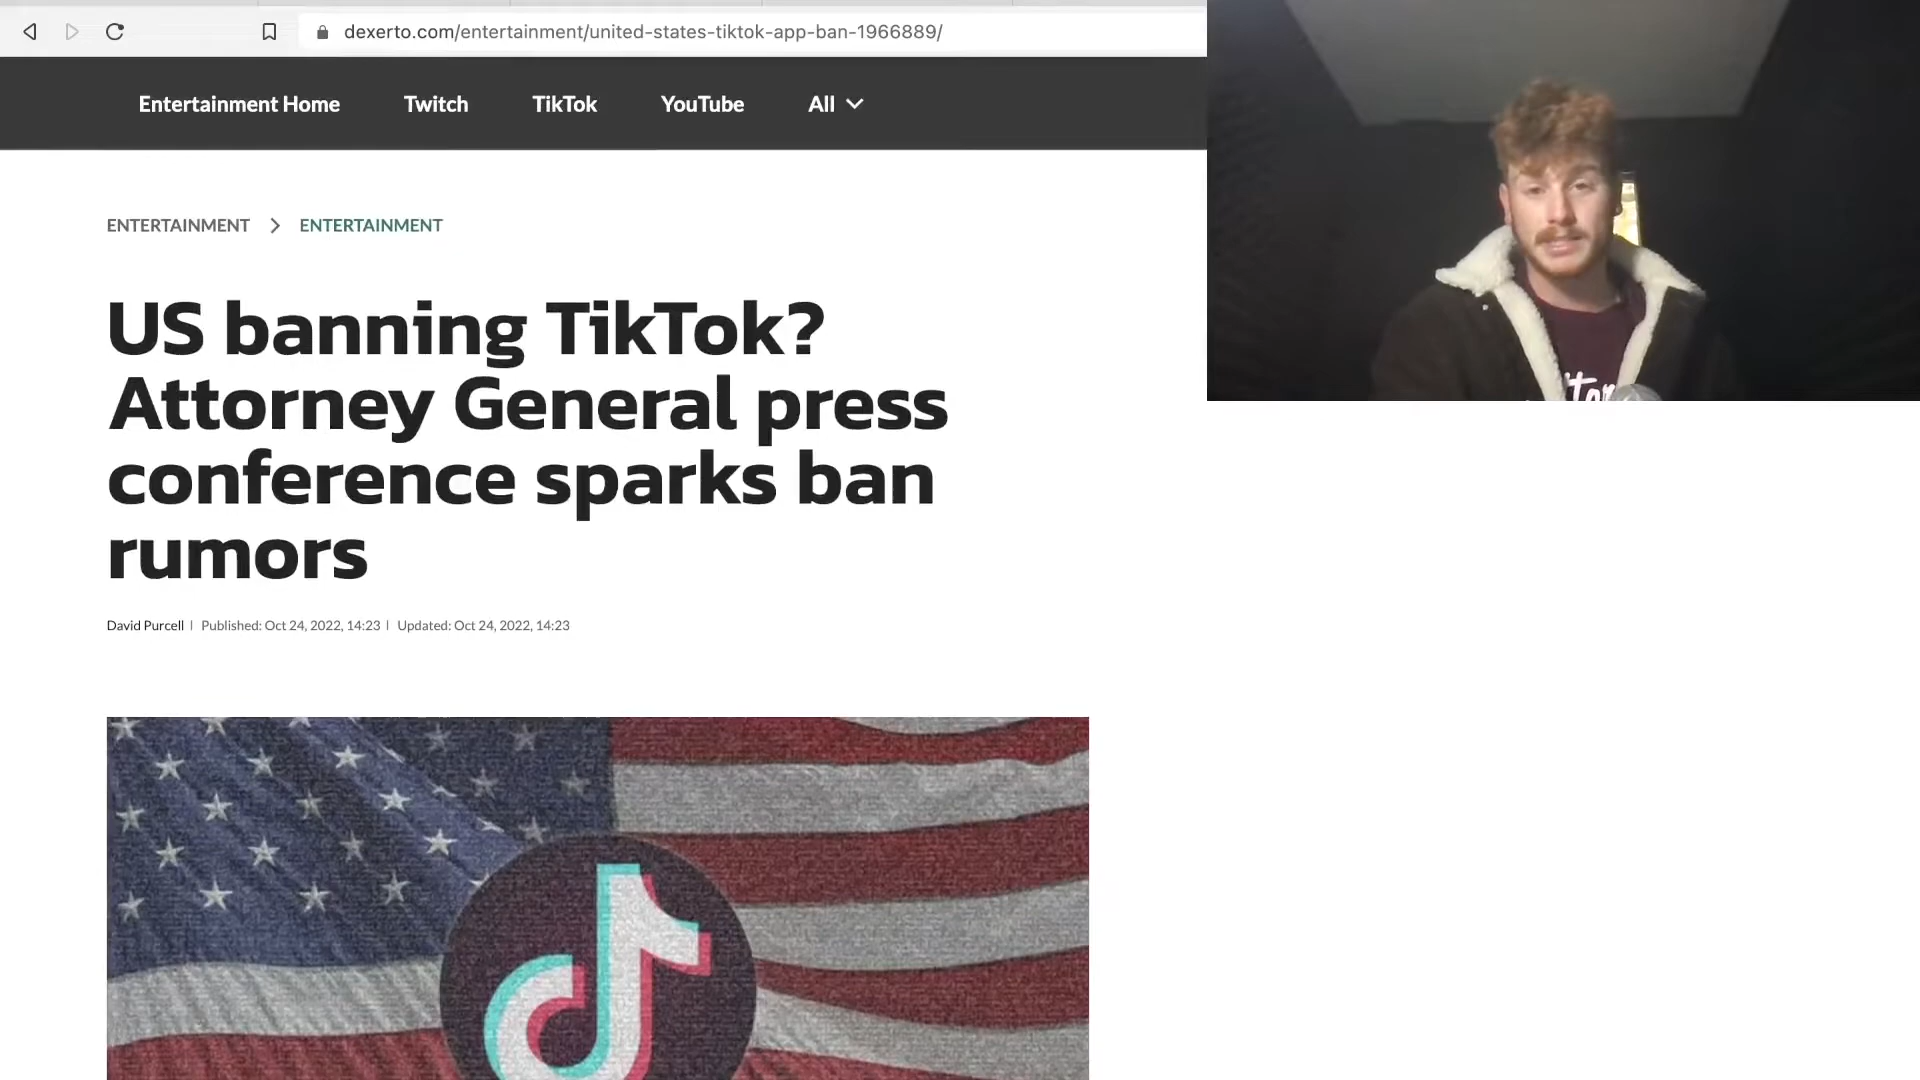 dexerto.com/entertainment/united-states-tiktok-app-ban-1966889/
Entertainment Home Twitch TikTok YouTube All
ENTERTAINMENT > ENTERTAINMENT
US banning TikTok?
Attorney General press
conference sparks ban
rumors
David Purcell | Published: Oct 24, 2022, 14:23 | Updated: Oct 24, 2022, 14:23